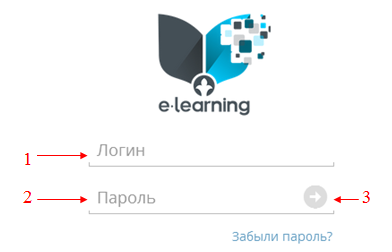 e-learning
1 Логин
2 Пароль 3
Забыли пароль?